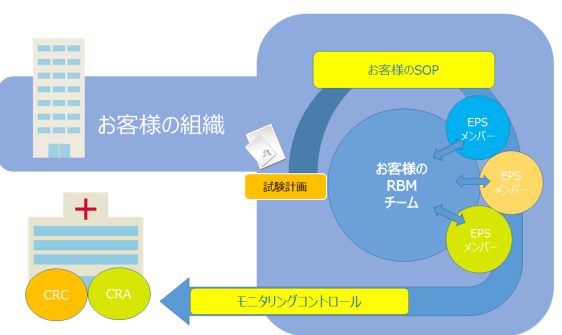 お客様のSOP
お客様の組織
EPS
メンバー
お客様の
RBM
チーム
EPS
メンバー
試験計画
EPS
メンバー
CRC
CRA
モニタリングコントロール